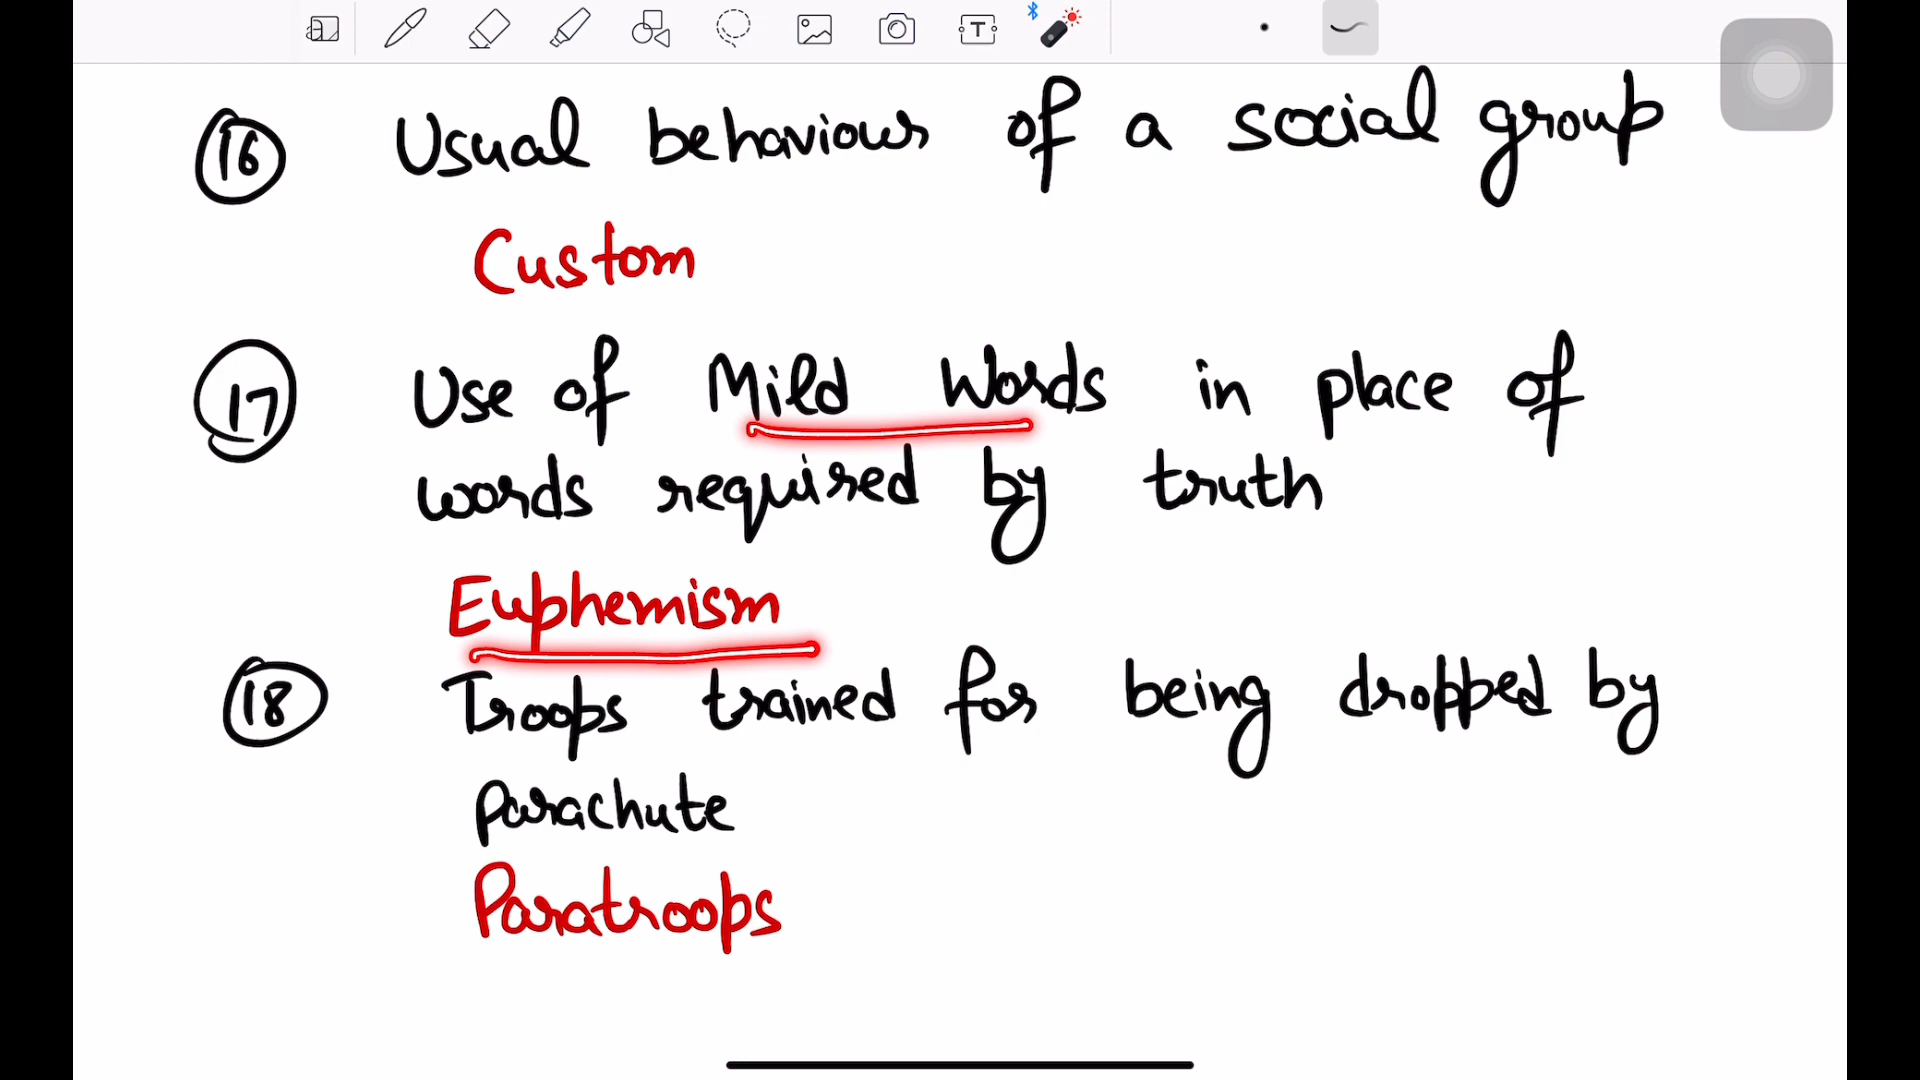 16 Usual behaviour of a social group
Custom
17 Use of Mild Words in place of
words required by truth
Euphemism
18 Troops trained for being dropped by
parachute
Paratroops